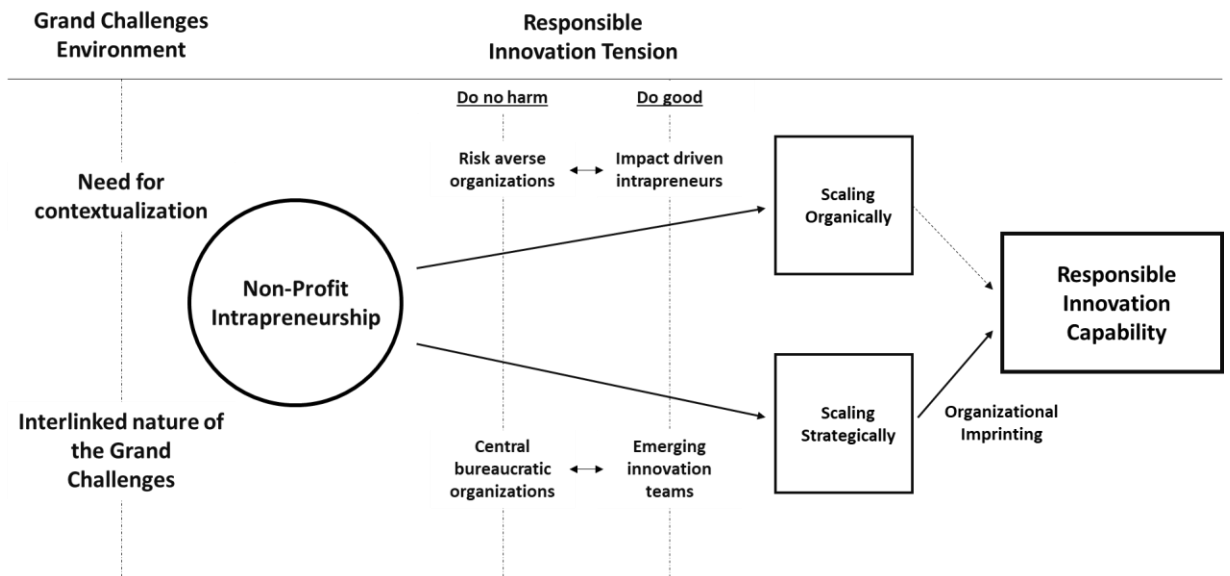 Grand Challenges
Environment
Responsible
Innovation Tension
Do no harm
Do good
Need for
contextualization
Risk averse
organizations
Impact driven
intrapreneurs
Non-Profit
Intrapreneurship
Scaling
Organically
Responsible
Innovation
Capability
Interlinked nature of
the Grand
Challenges
Central
bureaucratic
organizations
Emerging
innovation
teams
Scaling
Strategically
Organizational
Imprinting